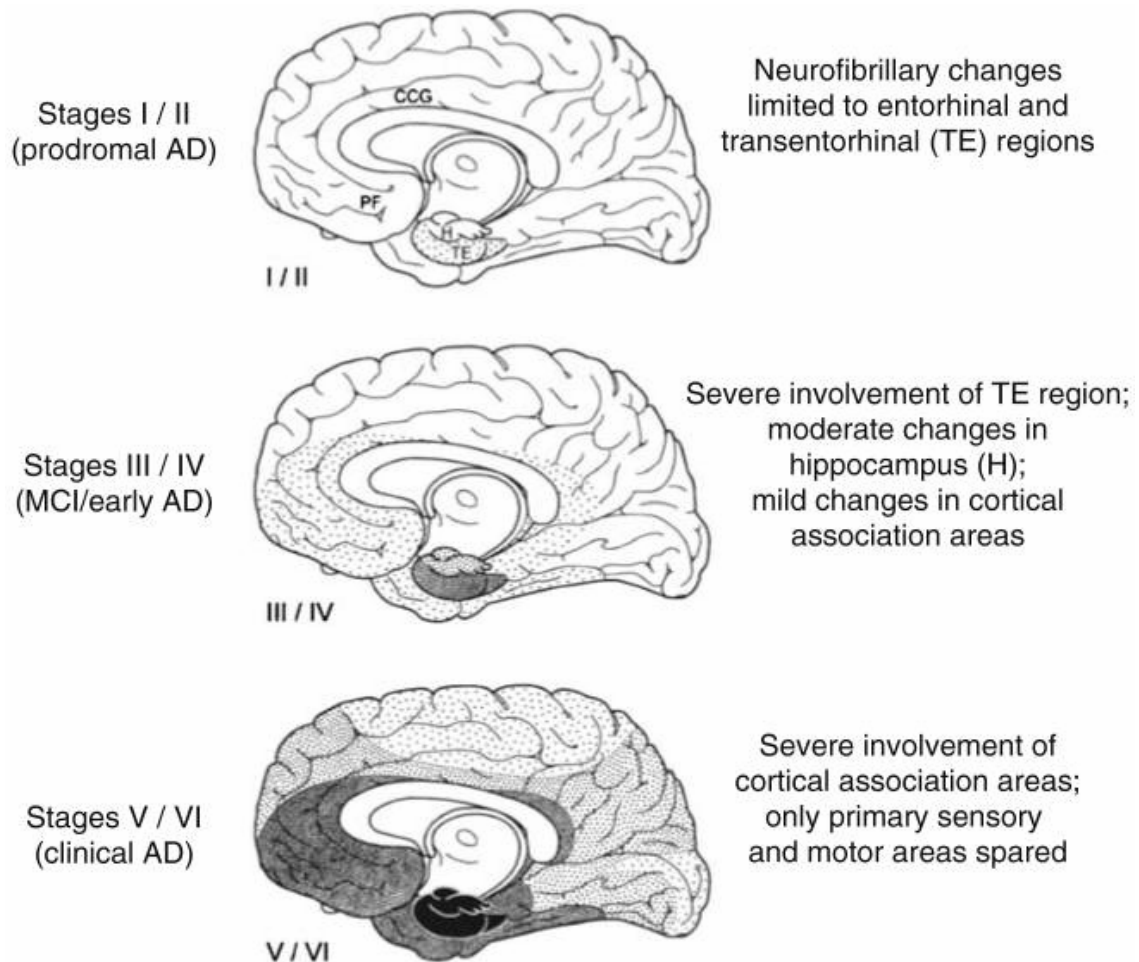 Stages I / II
(prodromal AD)
CCG
PF
H
TE
I / II
Neurofibrillary changes
limited to entorhinal and
transentorhinal (TE) regions
Stages III / IV
(MCI/early AD)
III / IV
Severe involvement of TE region;
moderate changes in
hippocampus (H);
mild changes in cortical
association areas
Stages V / VI
(clinical AD)
V / VI
Severe involvement of
cortical association areas;
only primary sensory
and motor areas spared